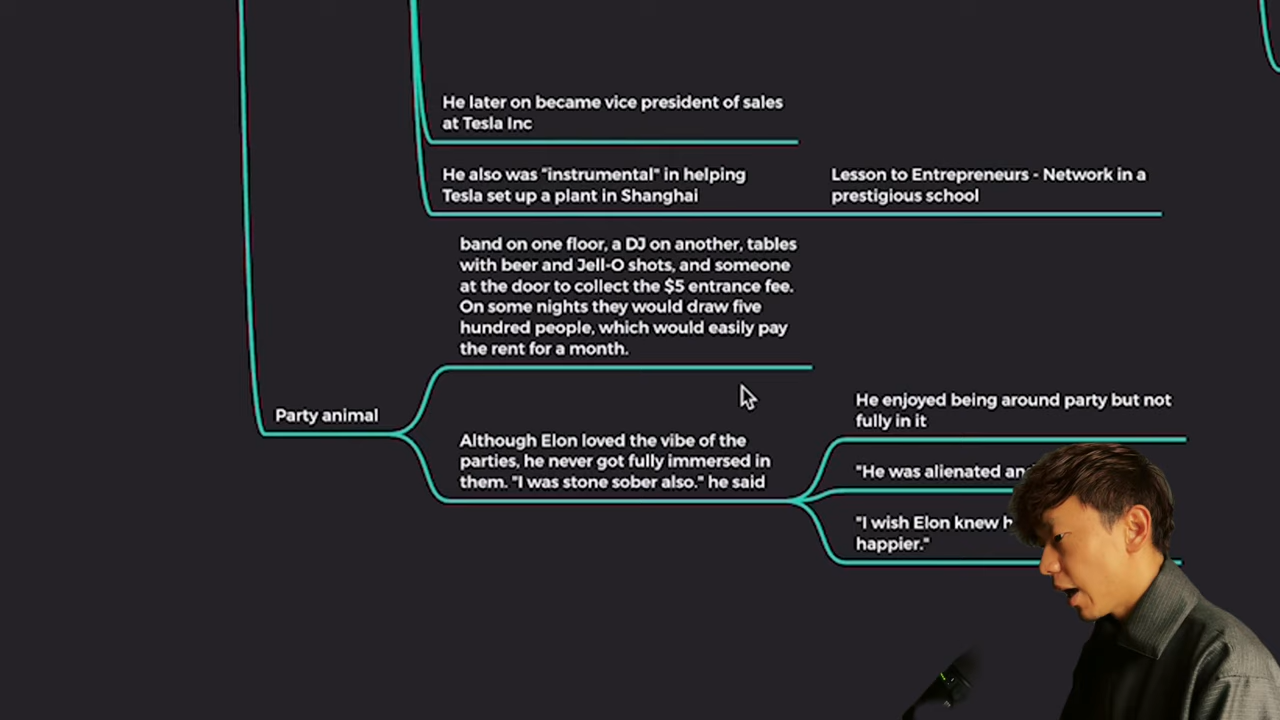 He later on became vice president of sales
at Tesla Inc
He also was "instrumental" in helping
Tesla set up a plant in Shanghai
Lesson to Entrepreneurs - Network in a
prestigious school
band on one floor, a DJ on another, tables
with beer and Jell-O shots, and someone
at the door to collect the $5 entrance fee.
On some nights they would draw five
hundred people, which would easily pay
the rent for a month.
Party animal
Although Elon loved the vibe of the
parties, he never got fully immersed in
them. "I was stone sober also." he said
He enjoyed being around party but not
fully in it
"He was alienated
"I wish Elon knew
happier."